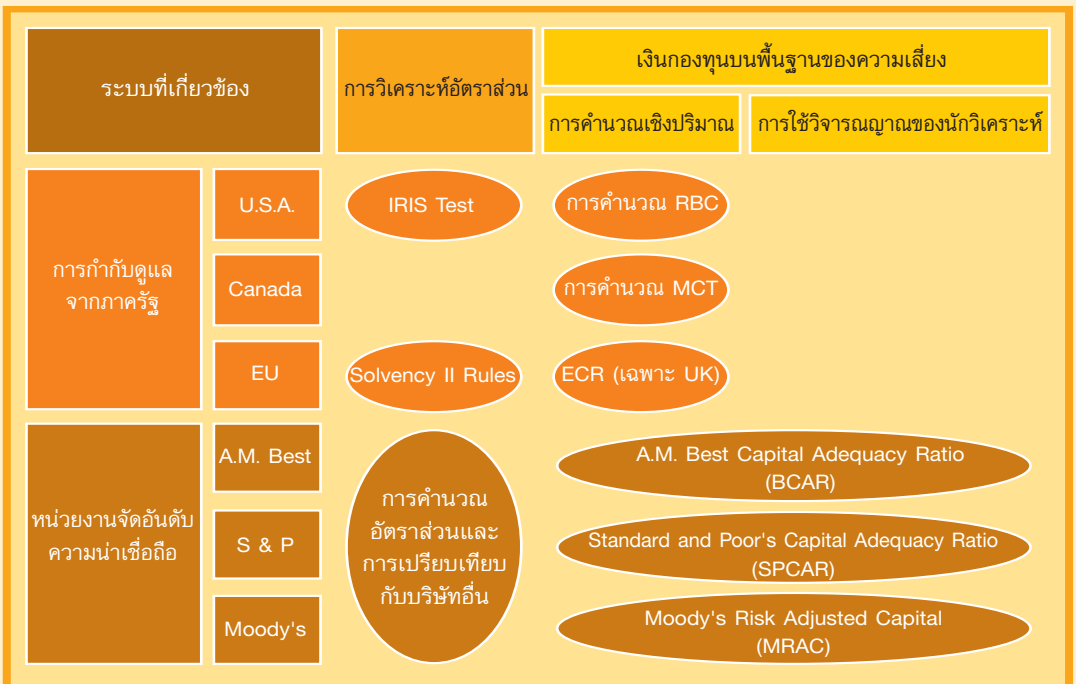 ระบบที่เกี่ยวข้อง
การวิเคราะห์อัตราส่วน
เงินกองทุนบนพื้นฐานของความเสี่ยง
การคำนวณเชิงปริมาณ
การใช้วิจารณญาณของนักวิเคราะห์
การกำกับดูแล
จากภาครัฐ
U.S.A.
IRIS Test
การคำนวณ RBC
Canada
การคำนวณ MCT
EU
Solvency II Rules
ECR (เฉพาะ UK)
หน่วยงานจัดอันดับ
ความน่าเชื่อถือ
A.M. Best
การคำนวณ
อัตราส่วนและ
การเปรียบเทียบ
กับบริษัทอื่น
A.M. Best Capital Adequacy Ratio
(BCAR)
S & P
Standard and Poor's Capital Adequacy Ratio
(SPCAR)
Moody's
Moody's Risk Adjusted Capital
(MRAC)